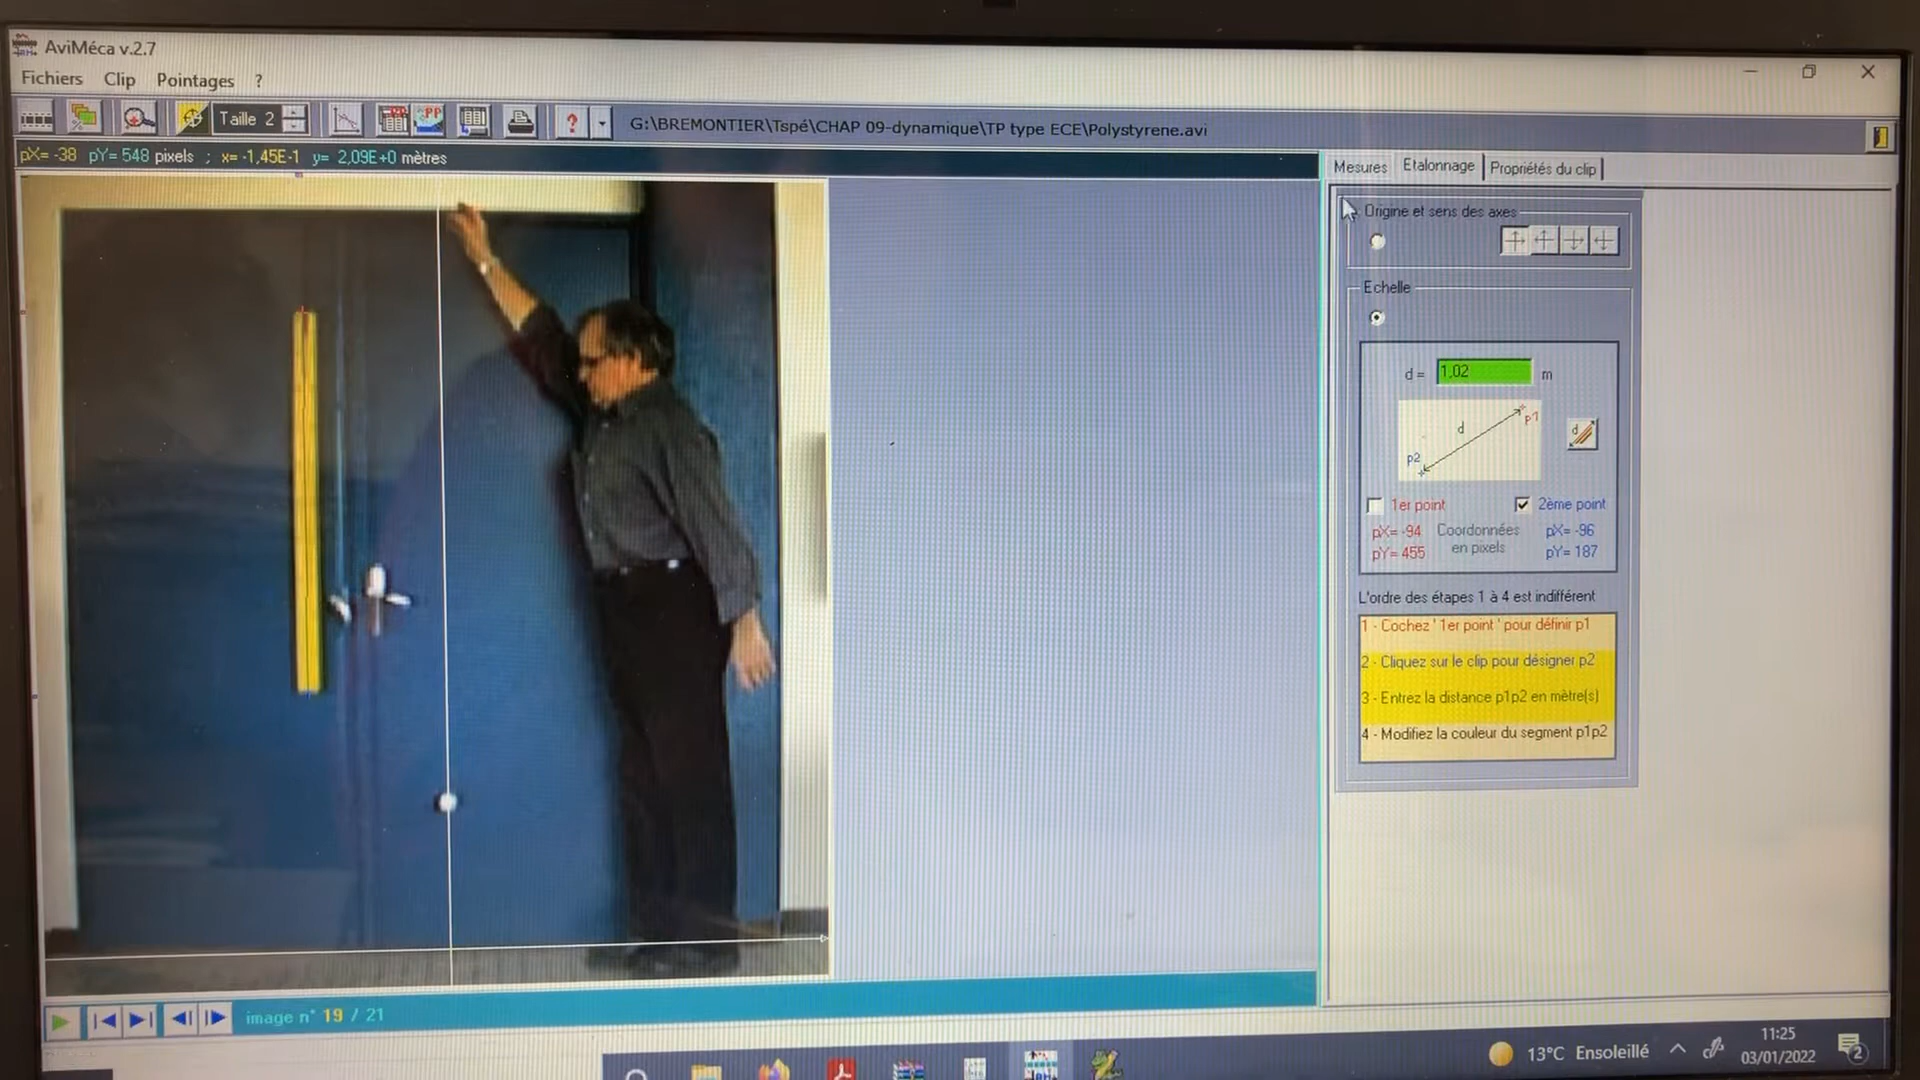 AviMéca v.2.7
Fichiers Clip Pointages ?
Taille 2
PP
PP
?
G:\BREMONTIER\Tspé\CHAP 09-dynamique\TP type ECE\Polystyrene.avi
pX= -38 pY= 548 pixels ; x= -1,45E-1 y= 2,09E+0 mètres
Mesures Etalonnage Propriétés du clip
Origine et sens des axes
Echelle
d = 1.02 m
d
p1
p2
d
1er point 2ème point
pX= -94 Coordonnées pX= -96
pY= 455 en pixels pY= 187
L'ordre des étapes 1 à 4 est indifférent
1 - Cochez ' 1er point ' pour définir p1
2 - Cliquez sur le clip pour désigner p2
3 - Entrez la distance p1p2 en mètre(s)
4 - Modifiez la couleur du segment p1p2
image n° 19 / 21
13°C Ensoleillé
11:25
03/01/2022
2